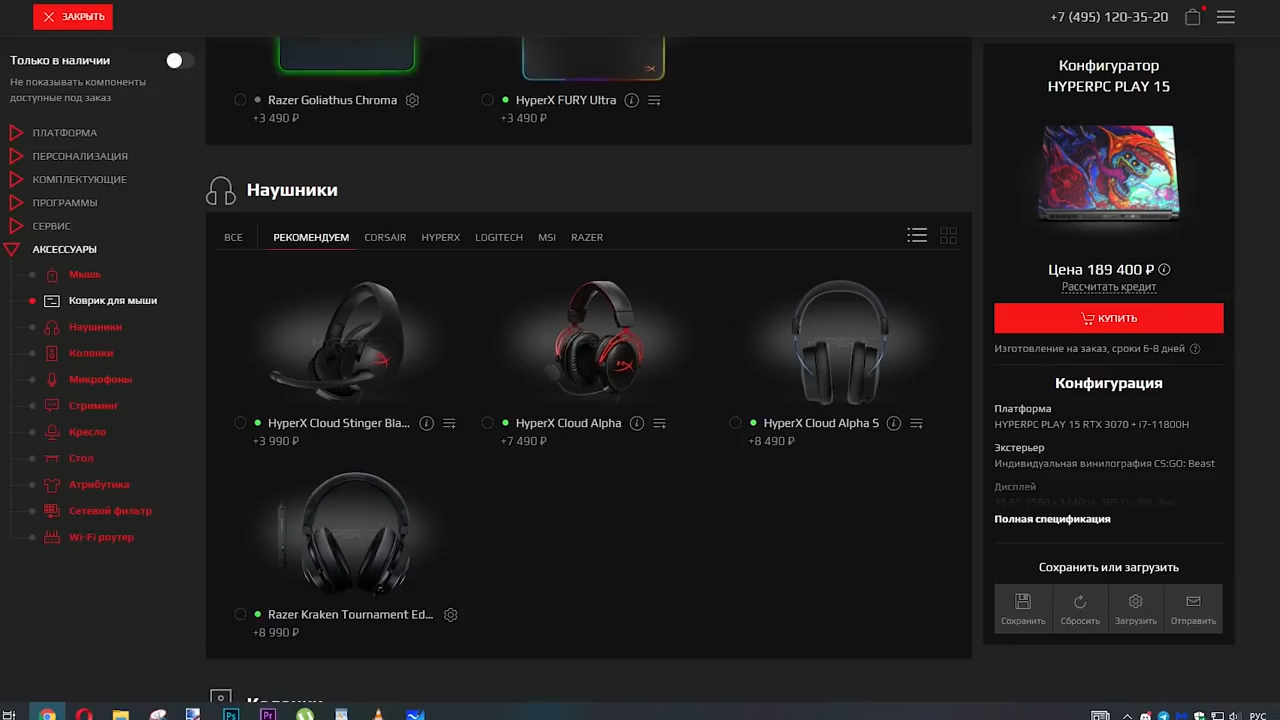 ЗАКРЫТЬ
+7 (495) 120-35-20
Только в наличии
Не показывать компоненты
доступные под заказ
ПЛАТФОРМА
ПЕРСОНАЛИЗАЦИЯ
КОМПЛЕКТУЮЩИЕ
ПРОГРАММЫ
СЕРВИС
АКСЕССУАРЫ
Мышь
Коврик для мыши
Наушники
Колонки
Микрофоны
Стриминг
Кресло
Стол
Атрибутика
Сетевой фильтр
Wi-Fi роутер
Razer Goliathus Chroma
+3 490 ₽
HyperX FURY Ultra
+3 490 ₽
Наушники
ВСЕ РЕКОМЕНДУЕМ CORSAIR HYPERX LOGITECH MSI RAZER
HyperX Cloud Stinger Bla...
+3 990 ₽
HyperX Cloud Alpha
+7 490 ₽
HyperX Cloud Alpha S
+8 490 ₽
Razer Kraken Tournament Ed...
+8 990 ₽
Конфигуратор
HYPERPC PLAY 15
Цена 189 400 ₽
Рассчитать кредит
КУПИТЬ
Изготовление на заказ, сроки 6-8 дней
Конфигурация
Платформа
HYPERPC PLAY 15 RTX 3070 + i7-11800H
Экстерьер
Индивидуальная винилография CS:GO: Beast
Дисплей
Полная спецификация
Сохранить или загрузить
Сохранить Сбросить Загрузить Отправить
Ps
Pr
РУС